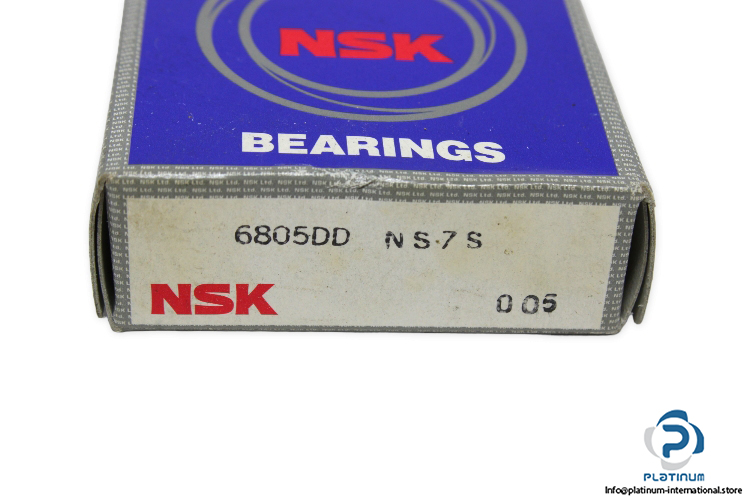 NSK
BEARINGS
6805DD NS7S
NSK
005
PLATINUM
Info@platinum-international.store